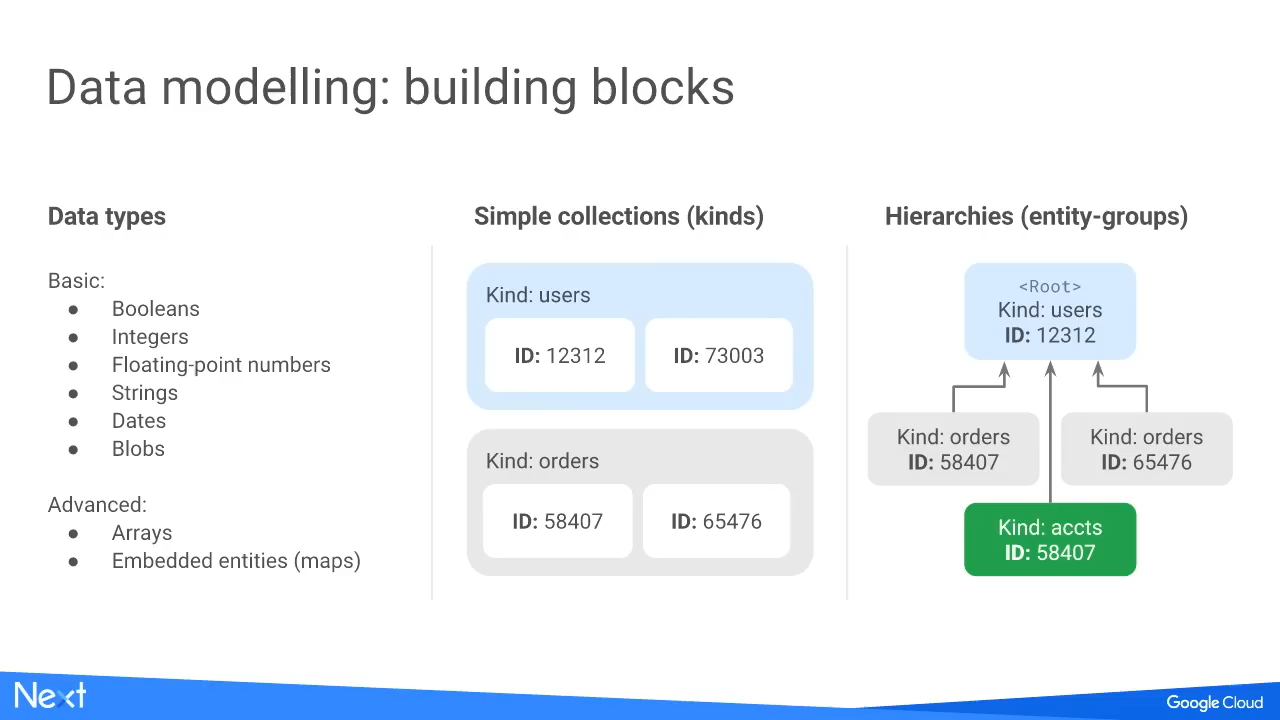 Data modelling: building blocks
Data types
Basic:
● Booleans
● Integers
● Floating-point numbers
● Strings
● Dates
● Blobs
Advanced:
● Arrays
● Embedded entities (maps)
Simple collections (kinds)
Kind: users
ID: 12312
ID: 73003
Kind: orders
ID: 58407
ID: 65476
Hierarchies (entity-groups)
<Root>
Kind: users
ID: 12312
Kind: orders
ID: 58407
Kind: orders
ID: 65476
Kind: accts
ID: 58407
Next
Google Cloud